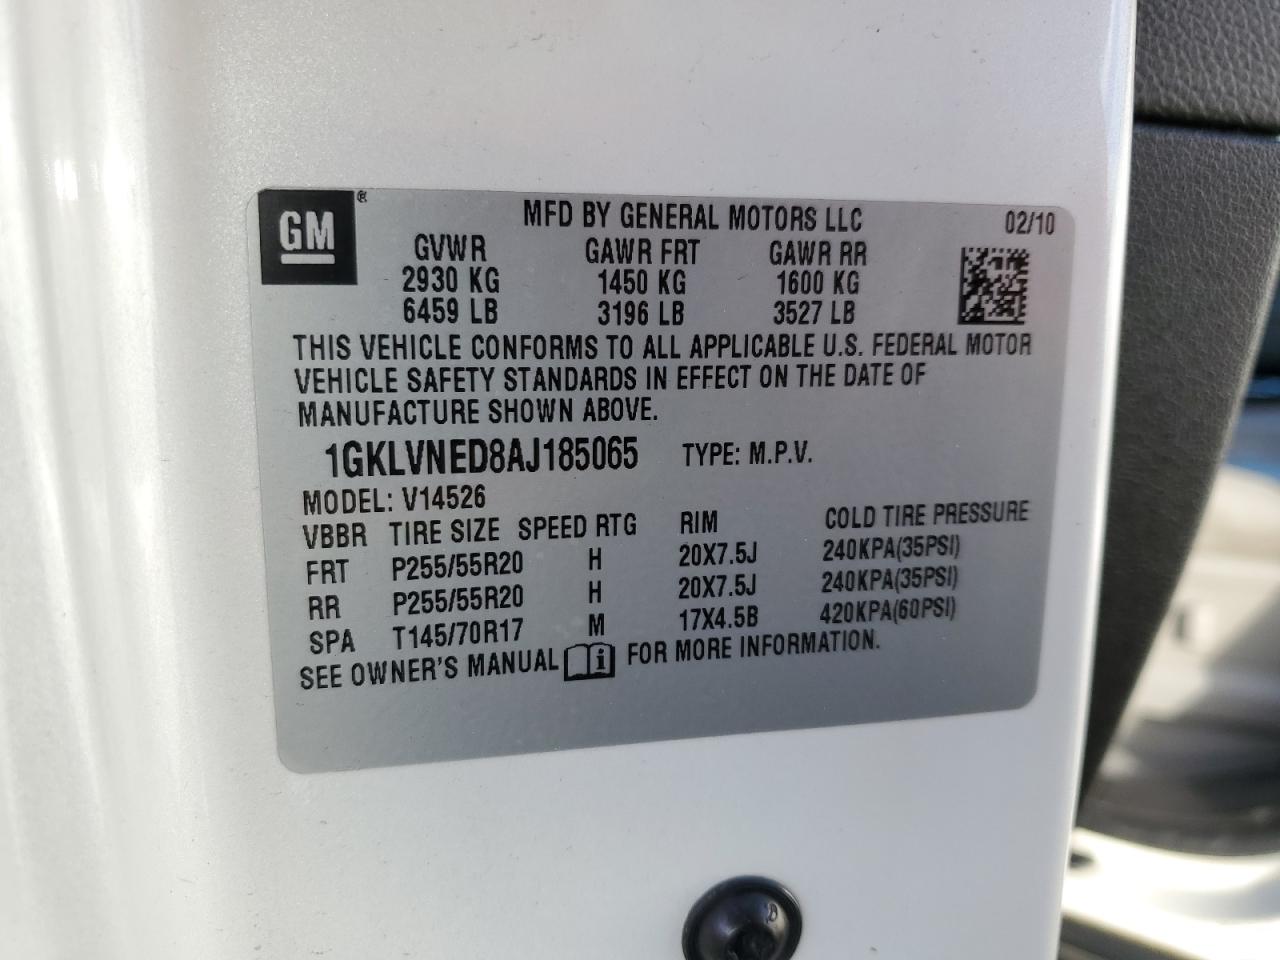 GM ®
MFD BY GENERAL MOTORS LLC 02/10
GVWR GAWR FRT GAWR RR
2930 KG 1450 KG 1600 KG
6459 LB 3196 LB 3527 LB
THIS VEHICLE CONFORMS TO ALL APPLICABLE U.S. FEDERAL MOTOR
VEHICLE SAFETY STANDARDS IN EFFECT ON THE DATE OF
MANUFACTURE SHOWN ABOVE.
1GKLVNED8AJ185065 TYPE: M.P.V.
MODEL: V14526
VBBR TIRE SIZE SPEED RTG RIM COLD TIRE PRESSURE
FRT P255/55R20 H 20X7.5J 240KPA(35PSI)
RR P255/55R20 H 20X7.5J 240KPA(35PSI)
SPA T145/70R17 M 17X4.5B 420KPA(60PSI)
SEE OWNER'S MANUAL i FOR MORE INFORMATION.